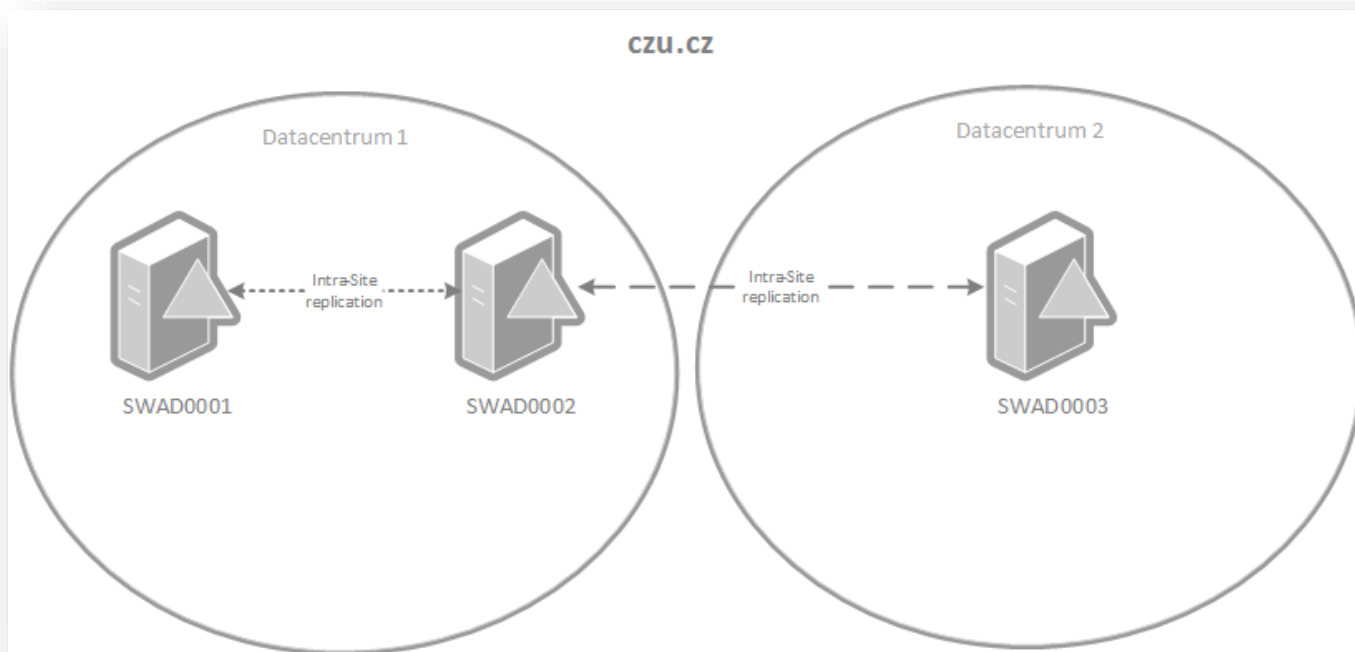 czu.cz
Datacentrum 1
Datacentrum 2
Intra-Site
replication
Intra-Site
replication
SWAD0001
SWAD0002
SWAD0003